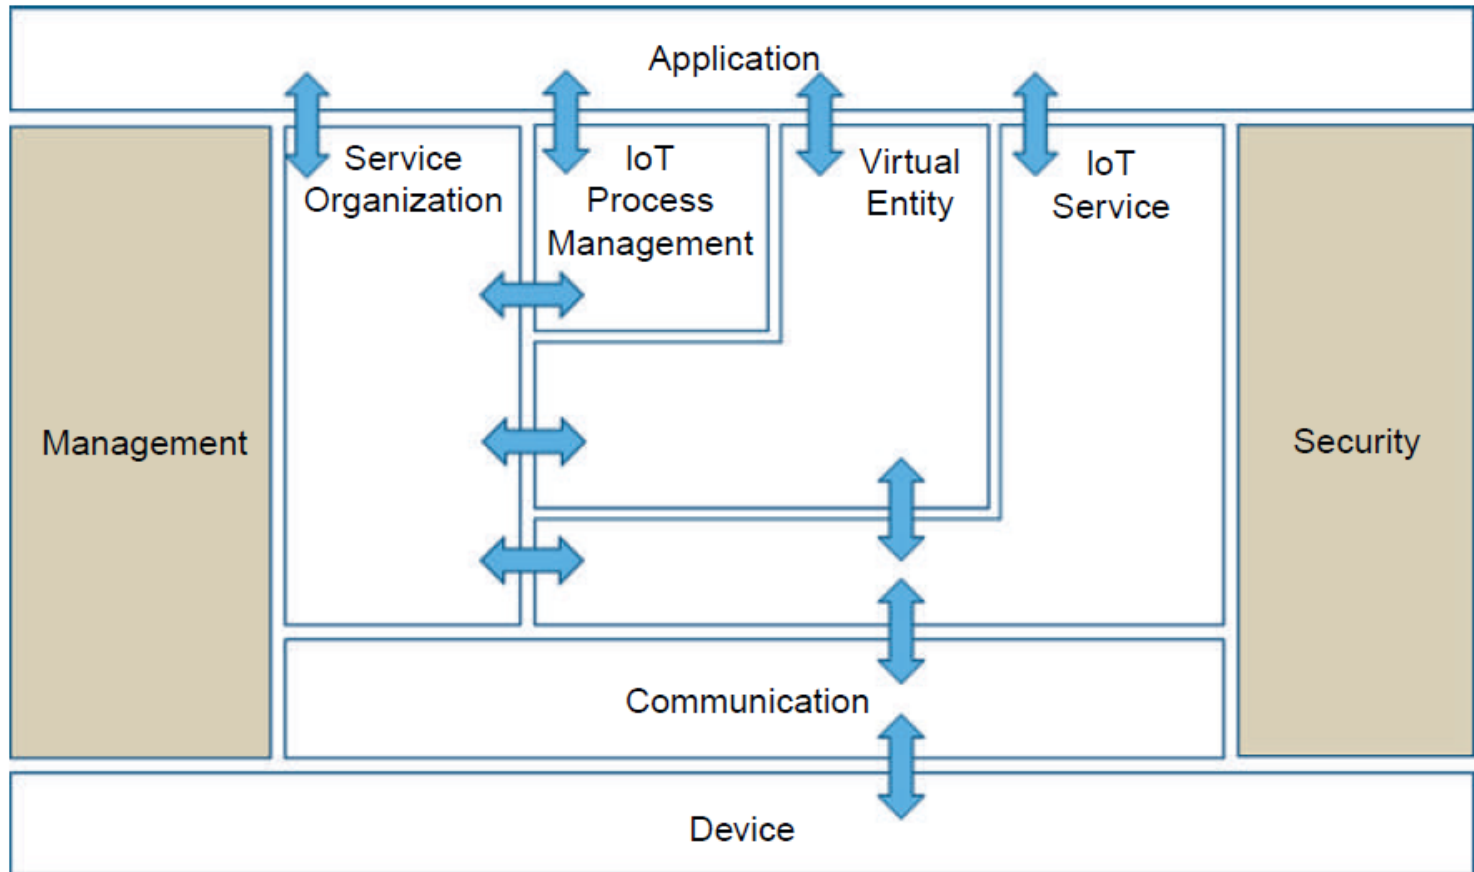 Application
Service
Organization
IoT
Process
Management
Virtual
Entity
IoT
Service
Management
Security
Communication
Device